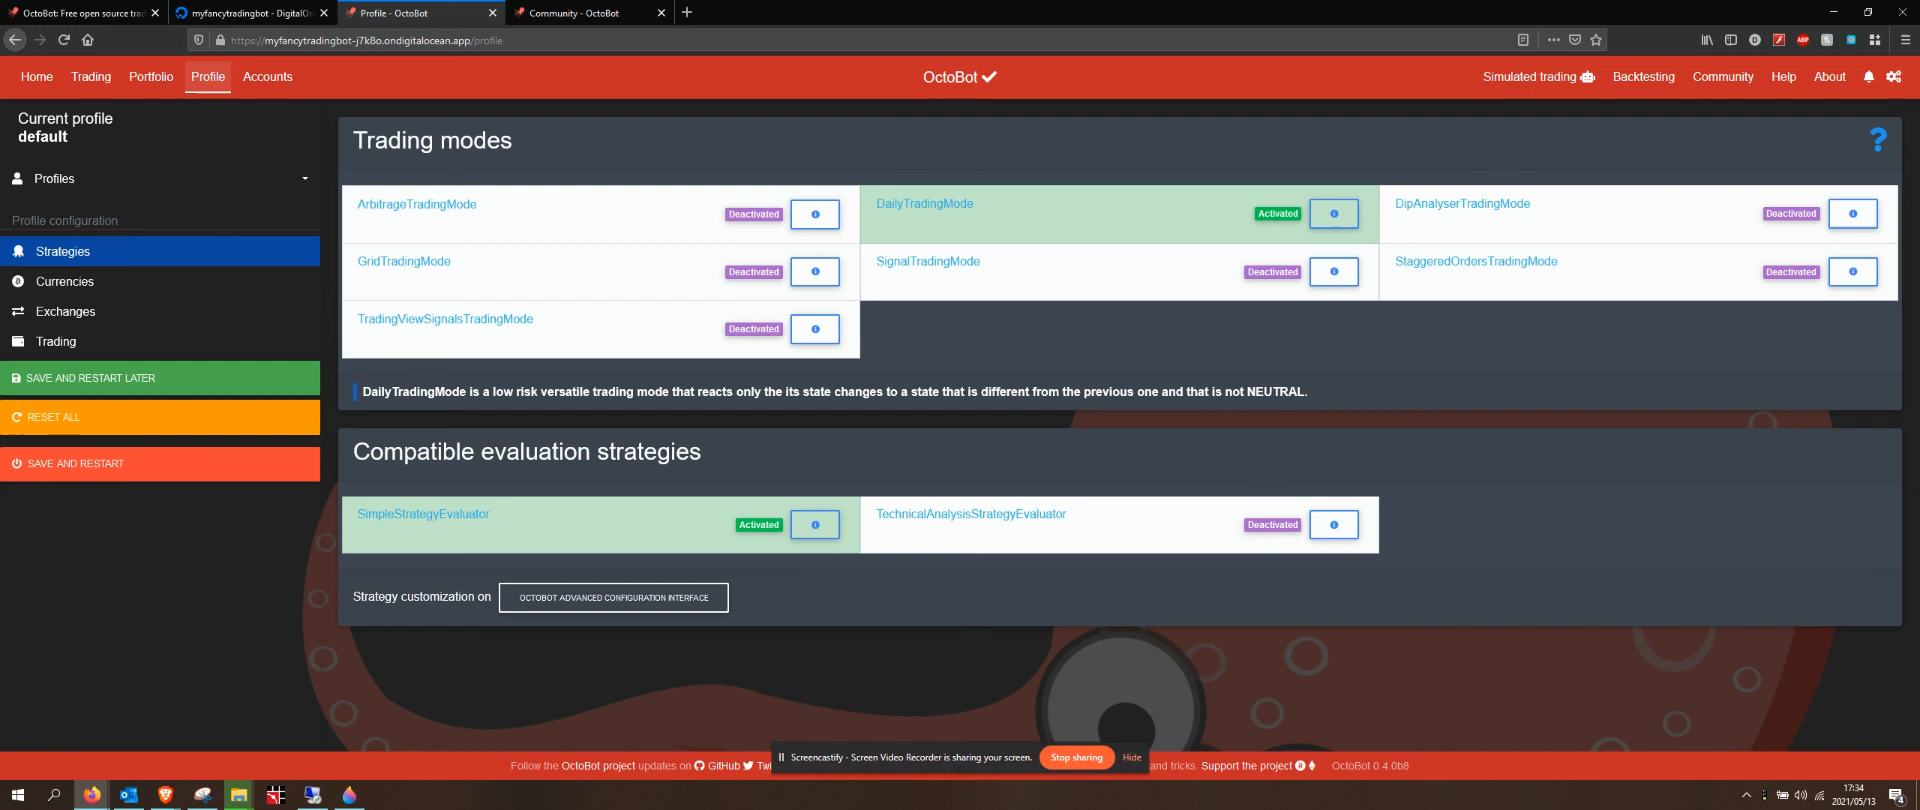 OctoBot: Free open source trad
myfancytradingbot - DigitalOc
Profile - OctoBot
Community - OctoBot
https://myfancytradingbot-j7k8o.ondigitalocean.app/profile
ABP
Home
Trading
Portfolio
Profile
Accounts
OctoBot
Simulated trading
Backtesting
Community
Help
About
Current profile
default
Profiles
Profile configuration
Strategies
Currencies
Exchanges
Trading
SAVE AND RESTART LATER
RESET ALL
SAVE AND RESTART
Trading modes
?
ArbitrageTradingMode
Deactivated
DailyTradingMode
Activated
DipAnalyserTradingMode
Deactivated
GridTradingMode
Deactivated
SignalTradingMode
Deactivated
StaggeredOrdersTradingMode
Deactivated
TradingViewSignalsTradingMode
Deactivated
DailyTradingMode is a low risk versatile trading mode that reacts only the its state changes to a state that is different from the previous one and that is not NEUTRAL.
Compatible evaluation strategies
SimpleStrategyEvaluator
Activated
TechnicalAnalysisStrategyEvaluator
Deactivated
Strategy customization on
OCTOBOT ADVANCED CONFIGURATION INTERFACE
Follow the OctoBot project updates on GitHub Twi
Screencastify - Screen Video Recorder is sharing your screen.
Stop sharing
Hide
and tricks. Support the project
OctoBot 0.4.0b8
17:34
2021/05/13
4